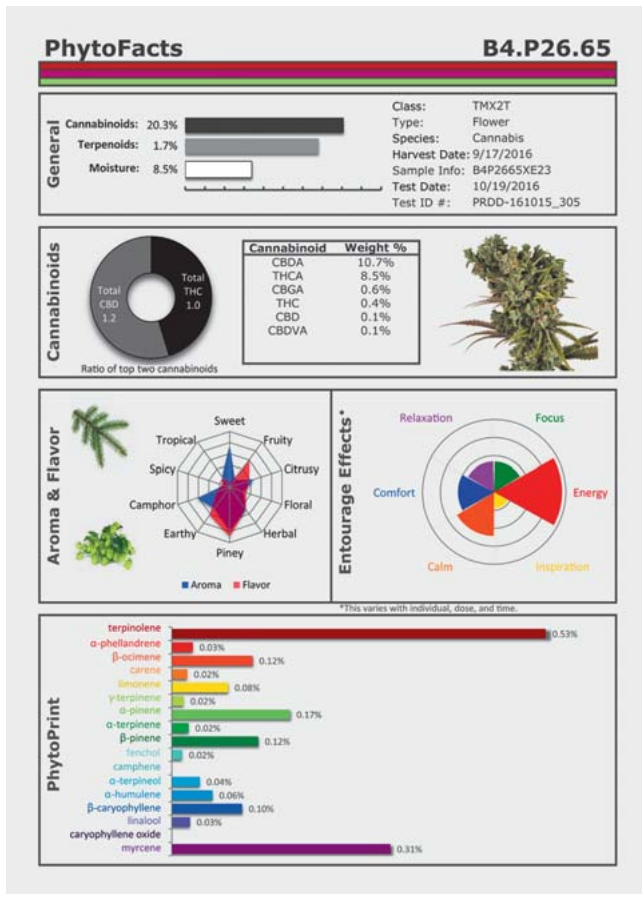 PhytoFacts B4.P26.65
General
Cannabinoids: 20.3%
Terpenoids: 1.7%
Moisture: 8.5%
Class: TMX2T
Type: Flower
Species: Cannabis
Harvest Date: 9/17/2016
Sample Info: B4P2665XE23
Test Date: 10/19/2016
Test ID #: PRDD-161015_305
Cannabinoids
Total CBD 1.2
Total THC 1.0
Ratio of top two cannabinoids
Cannabinoid Weight %
CBDA 10.7%
THCA 8.5%
CBGA 0.6%
THC 0.4%
CBD 0.1%
CBDVA 0.1%
Aroma & Flavor
Sweet
Fruity
Citrusy
Floral
Herbal
Piney
Earthy
Camphor
Spicy
Tropical
Aroma Flavor
Entourage Effects*
Relaxation
Focus
Comfort
Energy
Calm
Inspiration
*This varies with individual, dose, and time.
PhytoPrint
terpinolene 0.53%
α-phellandrene 0.03%
β-ocimene 0.12%
carene 0.02%
limonene 0.08%
γ-terpinene 0.02%
α-pinene 0.17%
α-terpinene 0.02%
β-pinene 0.12%
fenchol 0.02%
camphene
α-terpineol 0.04%
α-humulene 0.06%
β-caryophyllene 0.10%
linalool 0.03%
caryophyllene oxide
myrcene 0.31%